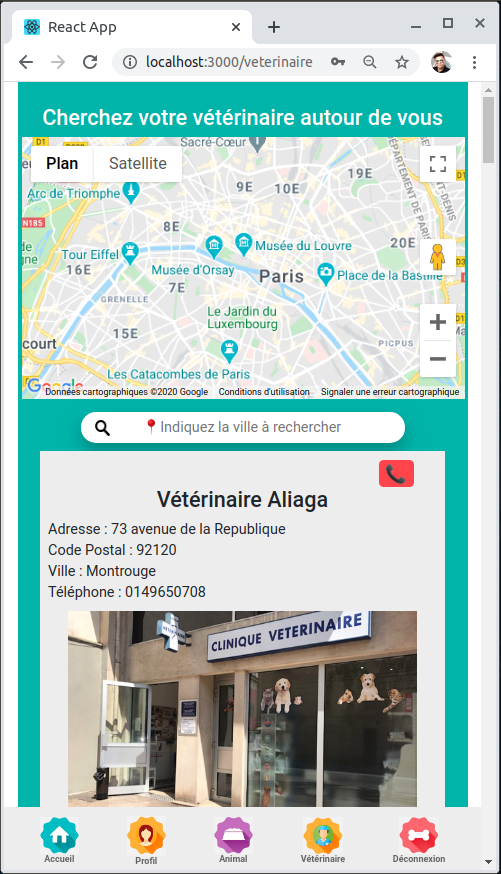 React App
localhost:3000/veterinaire
Cherchez votre vétérinaire autour de vous
D1
Sacré-Cœur
Plan
Satellite
19E
9E
10E
Arc de Triomphe
N185
8E
20E
Tour Eiffel
Musée du Louvre
16E
Musée d'Orsay
Paris
Place de la Bastille
7E
GRENELLE
Le Jardin du
Luxembourg
15E
PICPUS
court
Les Catacombes de Paris
Google
Données cartographiques ©2020 Google
Conditions d'utilisation
Signaler une erreur cartographique
Indiquez la ville à rechercher
Vétérinaire Aliaga
Adresse : 73 avenue de la Republique
Code Postal : 92120
Ville : Montrouge
Téléphone : 0149650708
CLINIQUE VETERINAIRE
Accueil
Profil
Animal
Vétérinaire
Déconnexion